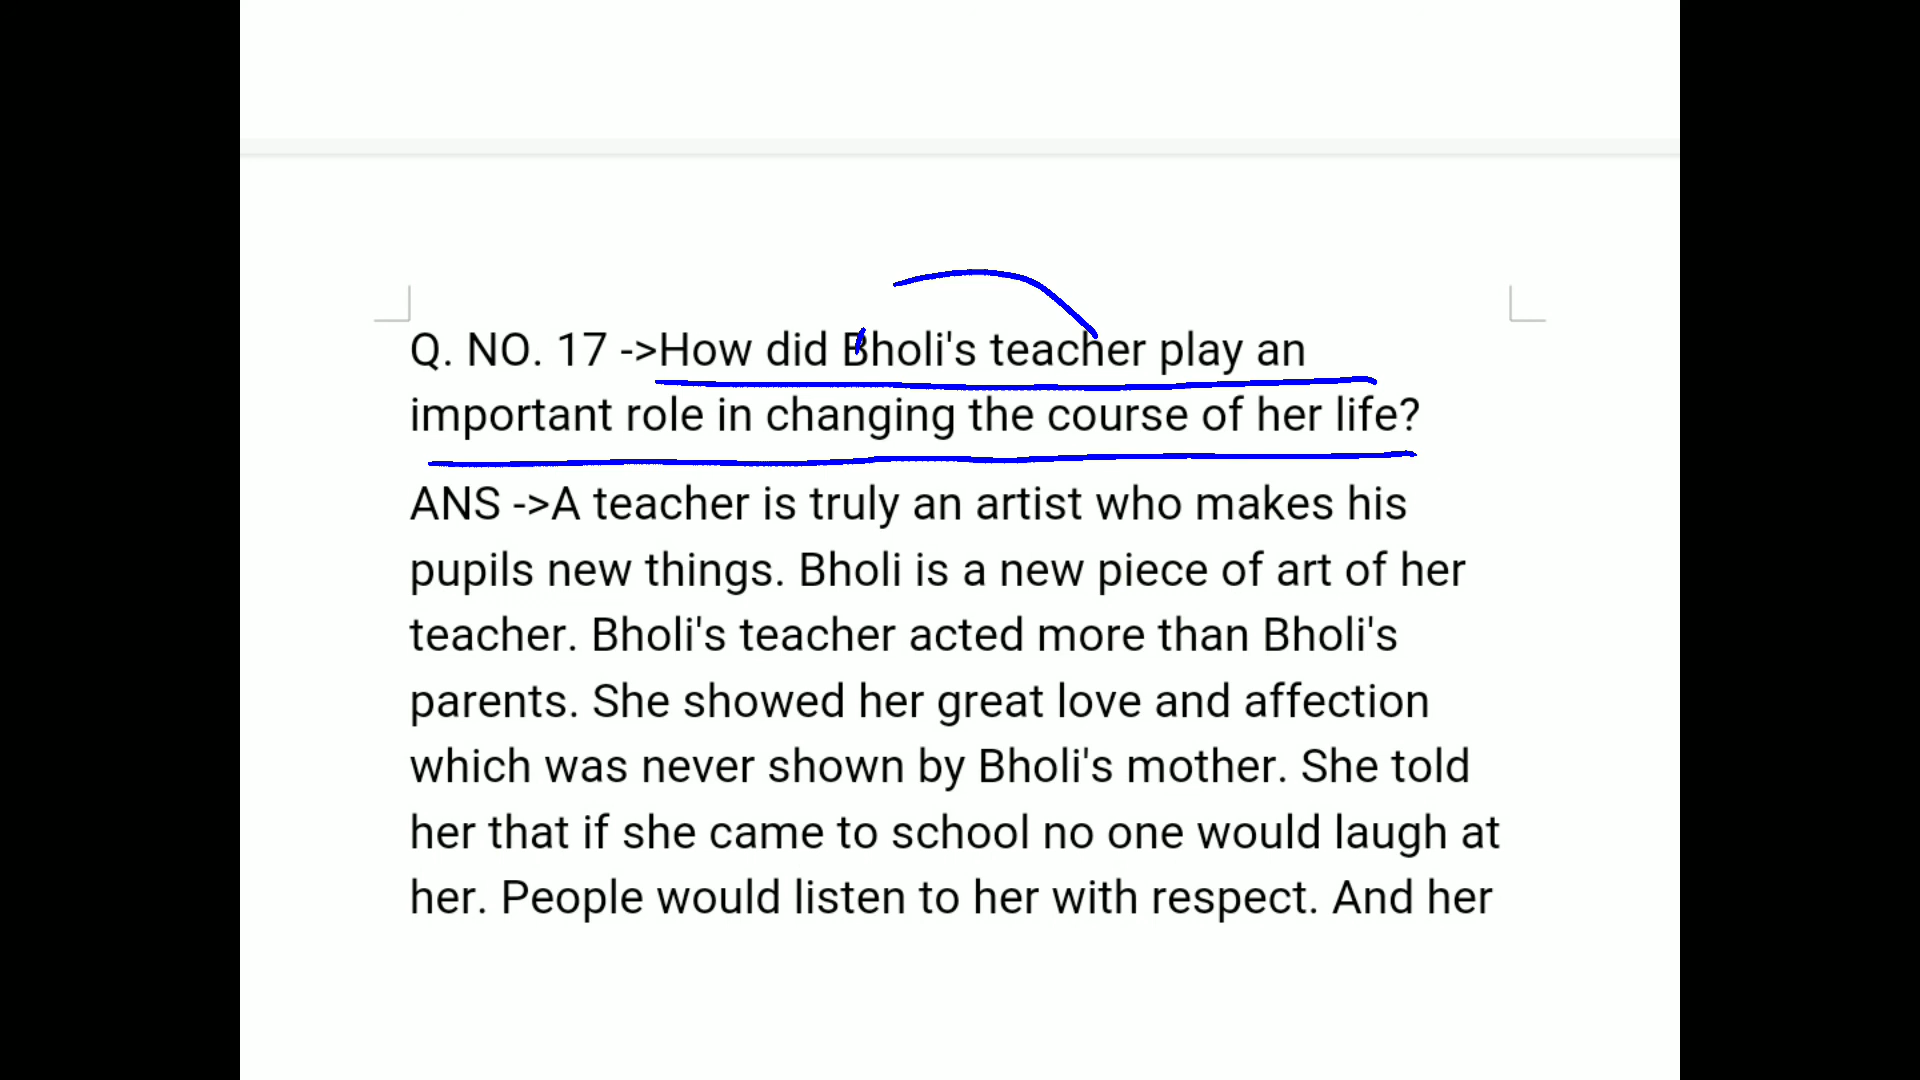 Q. NO. 17 ->How did Bholi's teacher play an
important role in changing the course of her life?
ANS ->A teacher is truly an artist who makes his
pupils new things. Bholi is a new piece of art of her
teacher. Bholi's teacher acted more than Bholi's
parents. She showed her great love and affection
which was never shown by Bholi's mother. She told
her that if she came to school no one would laugh at
her. People would listen to her with respect. And her